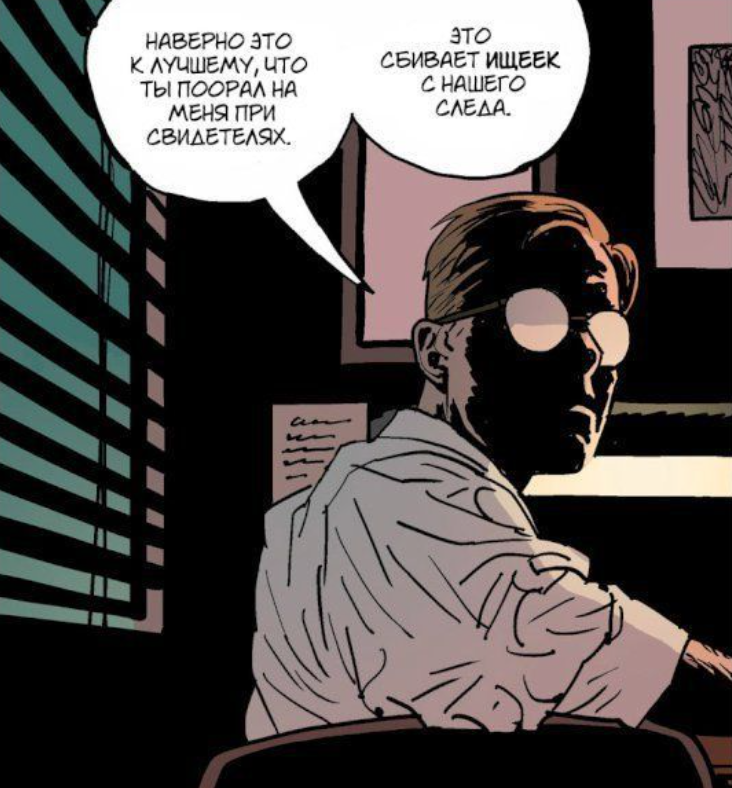 НАВЕРНО ЭТО
К ЛУЧШЕМУ, ЧТО
ТЫ ПООРАЛ НА
МЕНЯ ПРИ
СВИДЕТЕЛЯХ.
ЭТО
СБИВАЕТ ИЩЕЕК
С НАШЕГО
СЛЕДА.